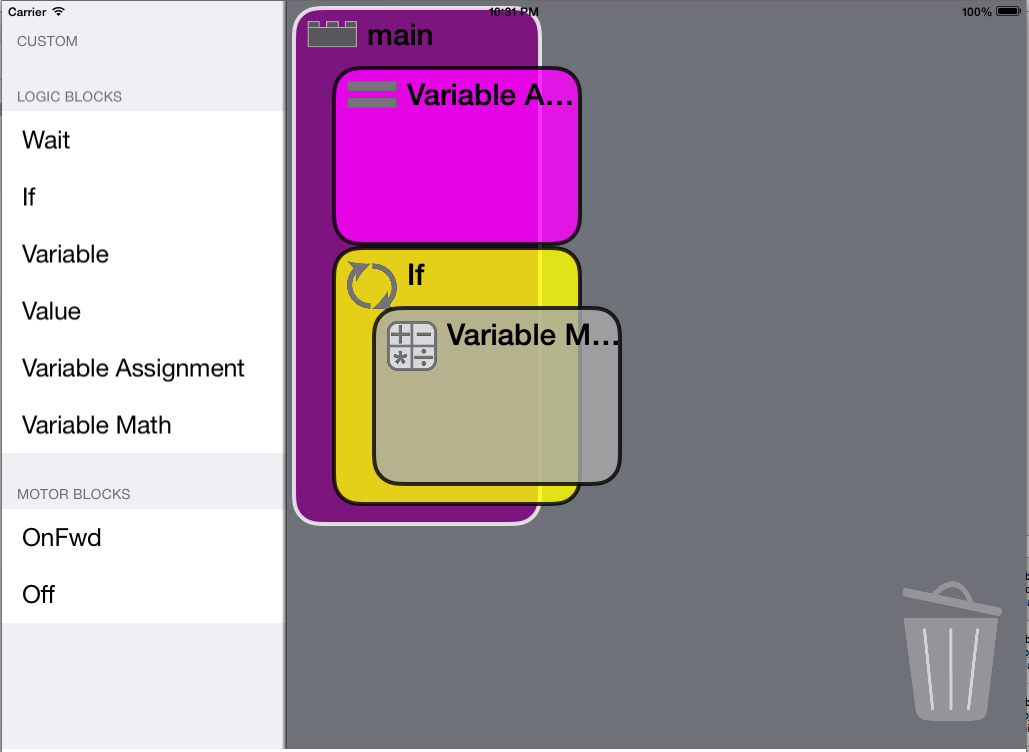 Carrier 10:31 PM 100%
CUSTOM
LOGIC BLOCKS
Wait
If
Variable
Value
Variable Assignment
Variable Math
MOTOR BLOCKS
OnFwd
Off
main
Variable A...
If
Variable M...